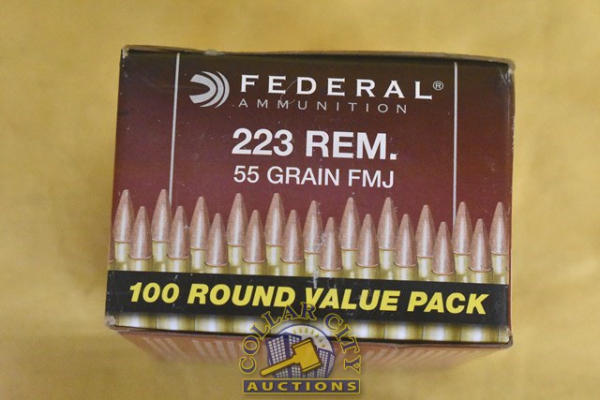 FEDERAL®
AMMUNITION
223 REM.
55 GRAIN FMJ
100 ROUND VALUE PACK
COLLAR CITY
AUCTIONS